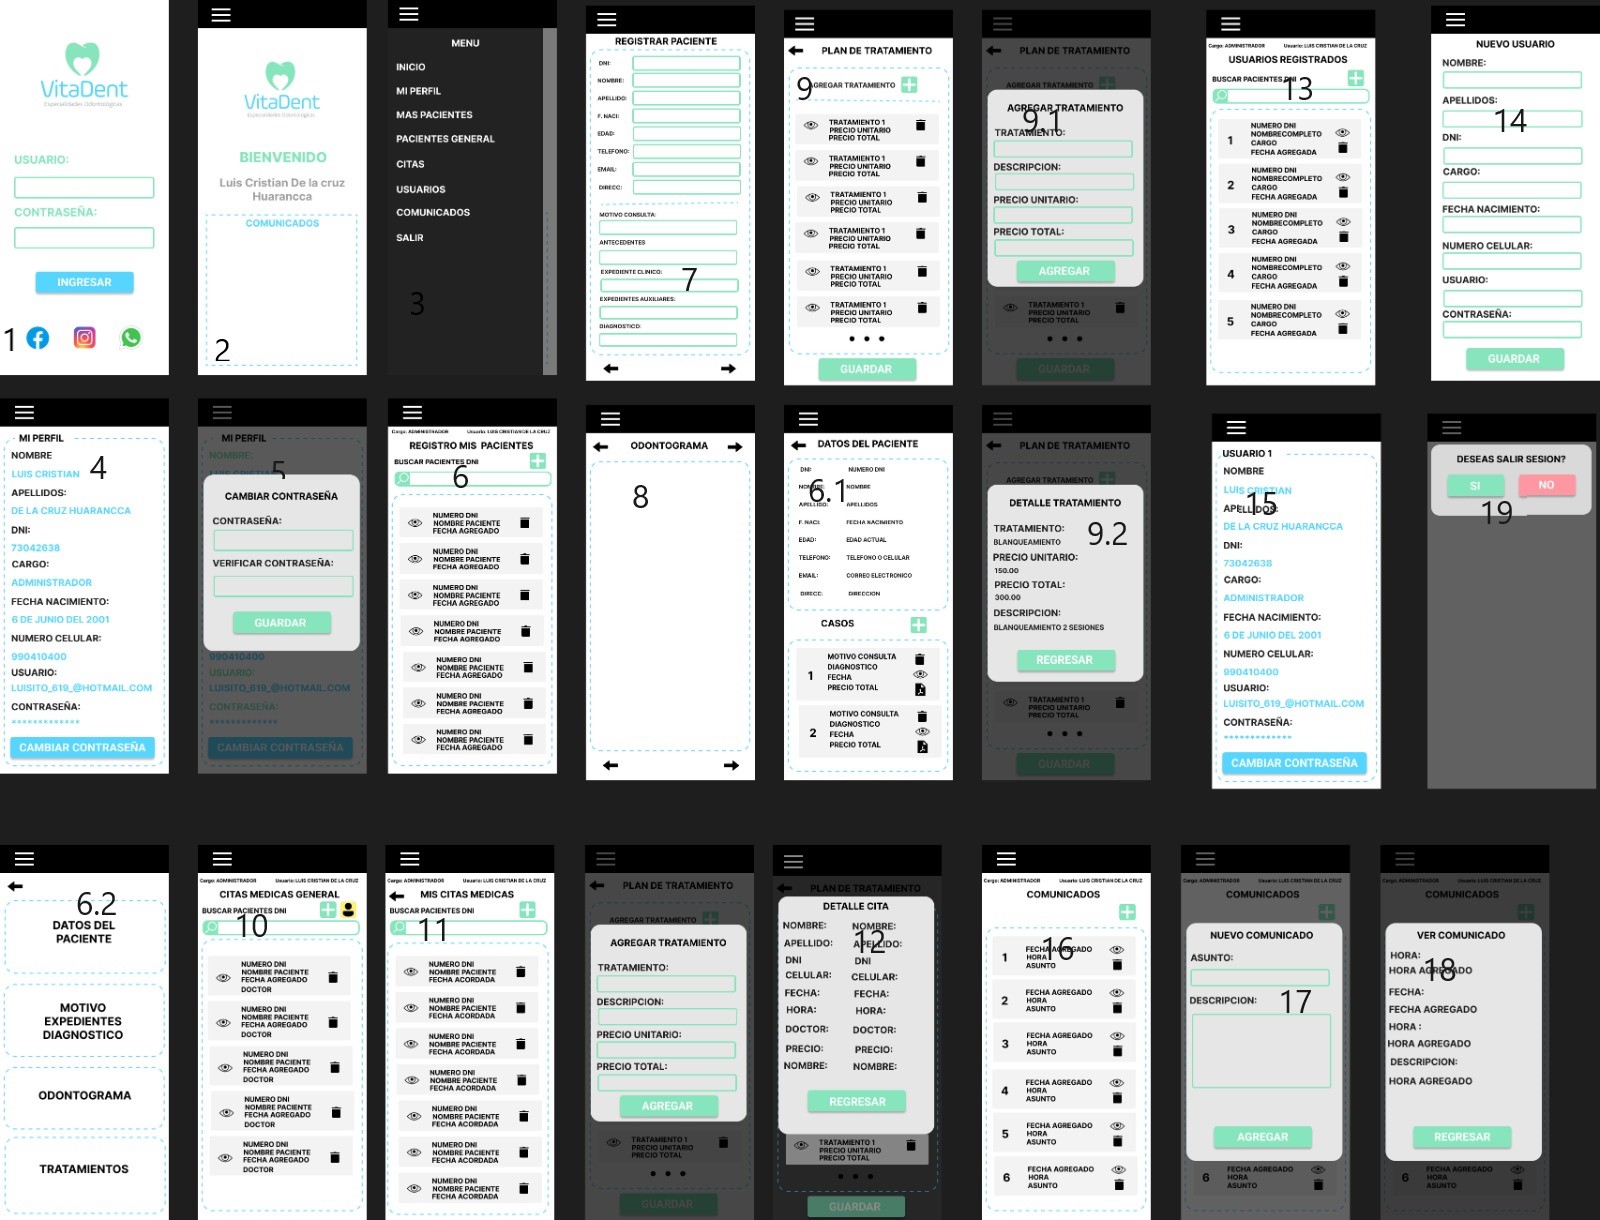 VitaDent
Especialidades Odontológicas
USUARIO:
CONTRASEÑA:
INGRESAR
1
VitaDent
Especialidades Odontológicas
BIENVENIDO
Luis Cristian De la cruz
Huarancca
COMUNICADOS
2
MENU
INICIO
MI PERFIL
MAS PACIENTES
PACIENTES GENERAL
CITAS
USUARIOS
COMUNICADOS
SALIR
3
REGISTRAR PACIENTE
DNI:
NOMBRE:
APELLIDO:
F. NACI:
EDAD:
TELEFONO:
EMAIL:
DIRECC:
MOTIVO CONSULTA:
ANTECEDENTES
EXPEDIENTE CLINICO:
7
EXPEDIENTES AUXILIARES:
DIAGNOSTICO:
PLAN DE TRATAMIENTO
9
AGREGAR TRATAMIENTO
TRATAMIENTO 1
PRECIO UNITARIO
PRECIO TOTAL
TRATAMIENTO 1
PRECIO UNITARIO
PRECIO TOTAL
TRATAMIENTO 1
PRECIO UNITARIO
PRECIO TOTAL
TRATAMIENTO 1
PRECIO UNITARIO
PRECIO TOTAL
TRATAMIENTO 1
PRECIO UNITARIO
PRECIO TOTAL
TRATAMIENTO 1
PRECIO UNITARIO
PRECIO TOTAL
GUARDAR
PLAN DE TRATAMIENTO
AGREGAR TRATAMIENTO
AGREGAR TRATAMIENTO
9.1
TRATAMIENTO:
DESCRIPCION:
PRECIO UNITARIO:
PRECIO TOTAL:
AGREGAR
TRATAMIENTO 1
PRECIO UNITARIO
PRECIO TOTAL
GUARDAR
Cargo: ADMINISTRADOR Usuario: LUIS CRISTIAN DE LA CRUZ
USUARIOS REGISTRADOS
BUSCAR PACIENTES DNI
13
1
NUMERO DNI
NOMBRECOMPLETO
CARGO
FECHA AGREGADA
2
NUMERO DNI
NOMBRECOMPLETO
CARGO
FECHA AGREGADA
3
NUMERO DNI
NOMBRECOMPLETO
CARGO
FECHA AGREGADA
4
NUMERO DNI
NOMBRECOMPLETO
CARGO
FECHA AGREGADA
5
NUMERO DNI
NOMBRECOMPLETO
CARGO
FECHA AGREGADA
NUEVO USUARIO
NOMBRE:
APELLIDOS:
14
DNI:
CARGO:
FECHA NACIMIENTO:
NUMERO CELULAR:
USUARIO:
CONTRASEÑA:
GUARDAR
MI PERFIL
NOMBRE
4
LUIS CRISTIAN
APELLIDOS:
DE LA CRUZ HUARANCCA
DNI:
73042638
CARGO:
ADMINISTRADOR
FECHA NACIMIENTO:
6 DE JUNIO DEL 2001
NUMERO CELULAR:
990410400
USUARIO:
LUISITO_619_@HOTMAIL.COM
CONTRASEÑA:
*************
CAMBIAR CONTRASEÑA
MI PERFIL
NOMBRE:
LUIS CRISTIAN
5
CAMBIAR CONTRASEÑA
CONTRASEÑA:
VERIFICAR CONTRASEÑA:
GUARDAR
990410400
USUARIO:
LUISITO_619_@HOTMAIL.COM
CONTRASEÑA:
*************
CAMBIAR CONTRASEÑA
Cargo: ADMINISTRADOR Usuario: LUIS CRISTIAN DE LA CRUZ
REGISTRO MIS PACIENTES
BUSCAR PACIENTES DNI
6
NUMERO DNI
NOMBRE PACIENTE
FECHA AGREGADO
NUMERO DNI
NOMBRE PACIENTE
FECHA AGREGADO
NUMERO DNI
NOMBRE PACIENTE
FECHA AGREGADO
NUMERO DNI
NOMBRE PACIENTE
FECHA AGREGADO
NUMERO DNI
NOMBRE PACIENTE
FECHA AGREGADO
NUMERO DNI
NOMBRE PACIENTE
FECHA AGREGADO
NUMERO DNI
NOMBRE PACIENTE
FECHA AGREGADO
ODONTOGRAMA
8
DATOS DEL PACIENTE
6.1
DNI: NUMERO DNI
NOMBRE: NOMBRE
APELLIDO: APELLIDOS
F. NACI: FECHA NACIMIENTO
EDAD: EDAD ACTUAL
TELEFONO: TELEFONO O CELULAR
EMAIL: CORREO ELECTRONICO
DIRECC: DIRECCION
CASOS
1
MOTIVO CONSULTA
DIAGNOSTICO
FECHA
PRECIO TOTAL
2
MOTIVO CONSULTA
DIAGNOSTICO
FECHA
PRECIO TOTAL
PLAN DE TRATAMIENTO
AGREGAR TRATAMIENTO
DETALLE TRATAMIENTO
9.2
TRATAMIENTO:
BLANQUEAMIENTO
PRECIO UNITARIO:
150.00
PRECIO TOTAL:
300.00
DESCRIPCION:
BLANQUEAMIENTO 2 SESIONES
REGRESAR
TRATAMIENTO 1
PRECIO UNITARIO
PRECIO TOTAL
GUARDAR
USUARIO 1
NOMBRE
LUIS CRISTIAN
15
APELLIDOS:
DE LA CRUZ HUARANCCA
DNI:
73042638
CARGO:
ADMINISTRADOR
FECHA NACIMIENTO:
6 DE JUNIO DEL 2001
NUMERO CELULAR:
990410400
USUARIO:
LUISITO_619_@HOTMAIL.COM
CONTRASEÑA:
*************
CAMBIAR CONTRASEÑA
DESEAS SALIR SESION?
SI NO
19
6.2
DATOS DEL
PACIENTE
MOTIVO
EXPEDIENTES
DIAGNOSTICO
ODONTOGRAMA
TRATAMIENTOS
Cargo: ADMINISTRADOR Usuario: LUIS CRISTIAN DE LA CRUZ
CITAS MEDICAS GENERAL
BUSCAR PACIENTES DNI
10
NUMERO DNI
NOMBRE PACIENTE
FECHA AGREGADO
DOCTOR
NUMERO DNI
NOMBRE PACIENTE
FECHA AGREGADO
DOCTOR
NUMERO DNI
NOMBRE PACIENTE
FECHA AGREGADO
DOCTOR
NUMERO DNI
NOMBRE PACIENTE
FECHA AGREGADO
DOCTOR
NUMERO DNI
NOMBRE PACIENTE
FECHA AGREGADO
DOCTOR
Cargo: ADMINISTRADOR Usuario: LUIS CRISTIAN DE LA CRUZ
MIS CITAS MEDICAS
BUSCAR PACIENTES DNI
11
NUMERO DNI
NOMBRE PACIENTE
FECHA ACORDADA
NUMERO DNI
NOMBRE PACIENTE
FECHA ACORDADA
NUMERO DNI
NOMBRE PACIENTE
FECHA ACORDADA
NUMERO DNI
NOMBRE PACIENTE
FECHA ACORDADA
NUMERO DNI
NOMBRE PACIENTE
FECHA ACORDADA
NUMERO DNI
NOMBRE PACIENTE
FECHA ACORDADA
NUMERO DNI
NOMBRE PACIENTE
FECHA ACORDADA
PLAN DE TRATAMIENTO
AGREGAR TRATAMIENTO
AGREGAR TRATAMIENTO
TRATAMIENTO:
DESCRIPCION:
PRECIO UNITARIO:
PRECIO TOTAL:
AGREGAR
TRATAMIENTO 1
PRECIO UNITARIO
PRECIO TOTAL
GUARDAR
PLAN DE TRATAMIENTO
DETALLE CITA
12
NOMBRE: NOMBRE:
APELLIDO: APELLIDO:
DNI DNI
CELULAR: CELULAR:
FECHA: FECHA:
HORA: HORA:
DOCTOR: DOCTOR:
PRECIO: PRECIO:
NOMBRE: NOMBRE:
REGRESAR
TRATAMIENTO 1
PRECIO UNITARIO
PRECIO TOTAL
GUARDAR
Cargo: ADMINISTRADOR Usuario: LUIS CRISTIAN DE LA CRUZ
COMUNICADOS
16
1
FECHA AGREGADO
HORA
ASUNTO
2
FECHA AGREGADO
HORA
ASUNTO
3
FECHA AGREGADO
HORA
ASUNTO
4
FECHA AGREGADO
HORA
ASUNTO
5
FECHA AGREGADO
HORA
ASUNTO
6
FECHA AGREGADO
HORA
ASUNTO
Cargo: ADMINISTRADOR Usuario: LUIS CRISTIAN DE LA CRUZ
COMUNICADOS
NUEVO COMUNICADO
ASUNTO:
DESCRIPCION:
17
AGREGAR
6
FECHA AGREGADO
HORA
ASUNTO
Cargo: ADMINISTRADOR Usuario: LUIS CRISTIAN DE LA CRUZ
COMUNICADOS
VER COMUNICADO
HORA:
HORA AGREGADO
18
FECHA:
FECHA AGREGADO
HORA :
HORA AGREGADO
DESCRIPCION:
HORA AGREGADO
REGRESAR
6
FECHA AGREGADO
HORA
ASUNTO